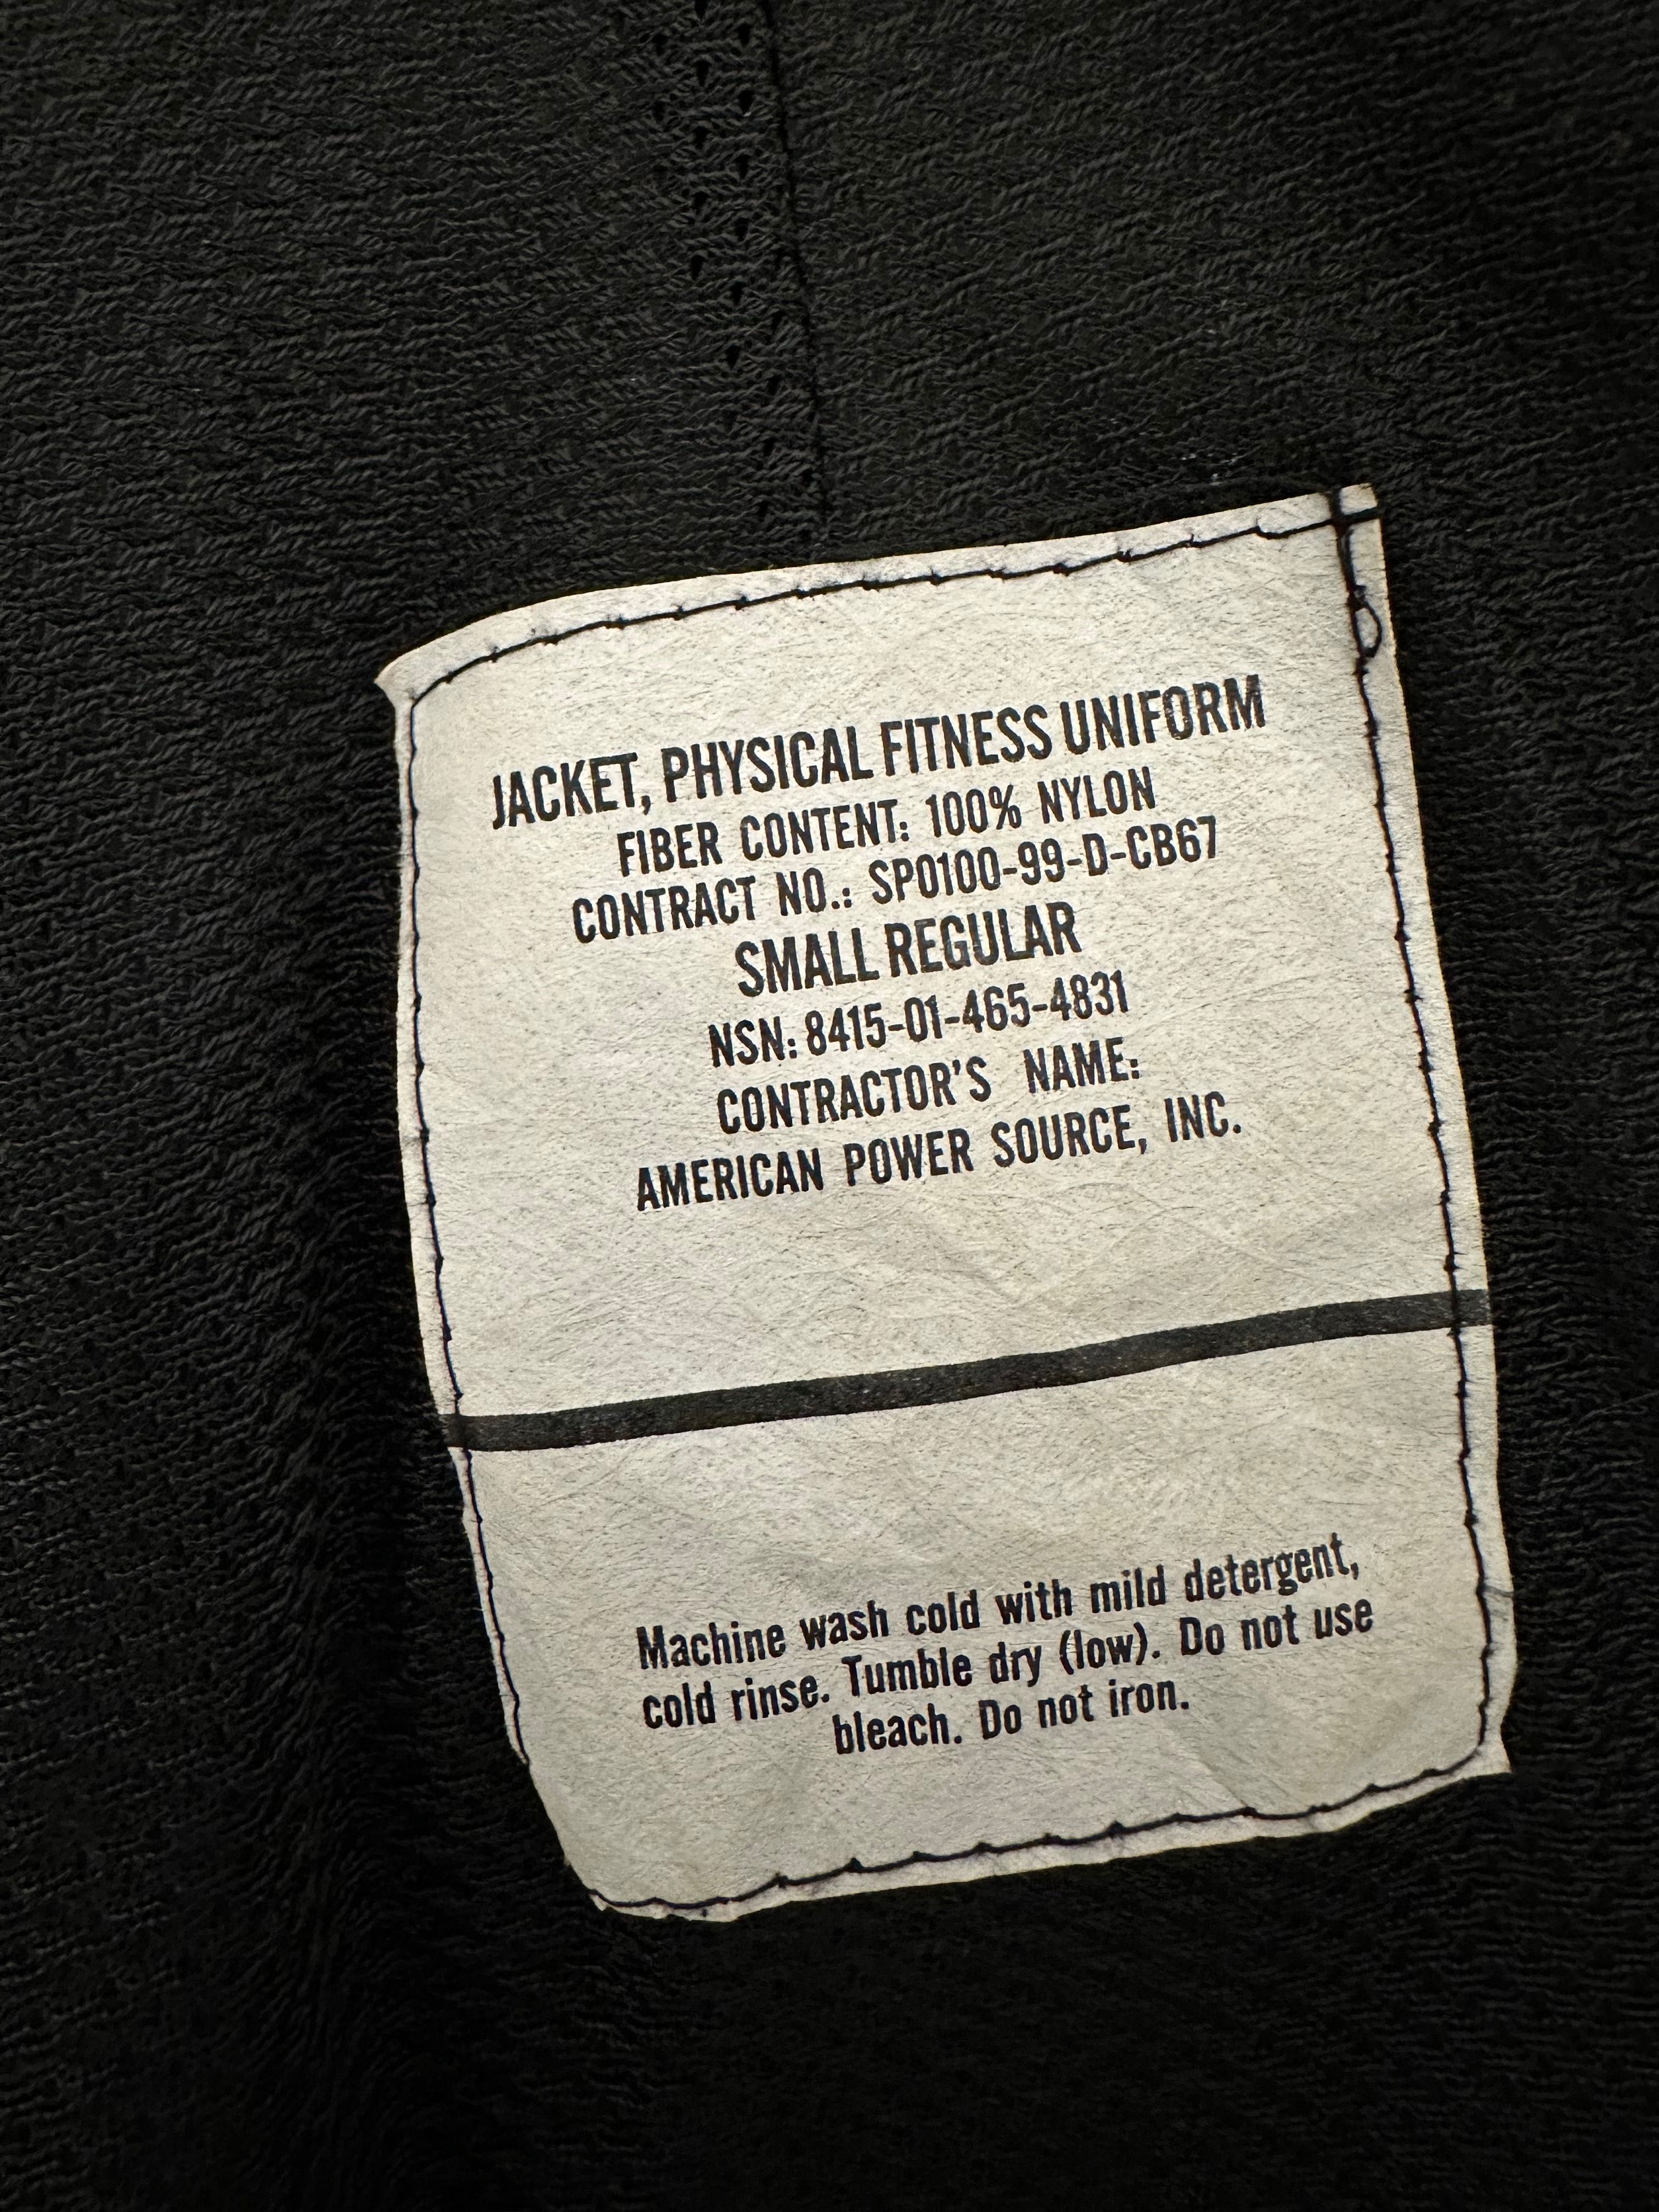 JACKET, PHYSICAL FITNESS UNIFORM
FIBER CONTENT: 100% NYLON
CONTRACT NO.: SP0100-99-D-CB67
SMALL REGULAR
NSN: 8415-01-465-4831
CONTRACTOR'S NAME:
AMERICAN POWER SOURCE, INC.
Machine wash cold with mild detergent,
cold rinse. Tumble dry (low). Do not use
bleach. Do not iron.